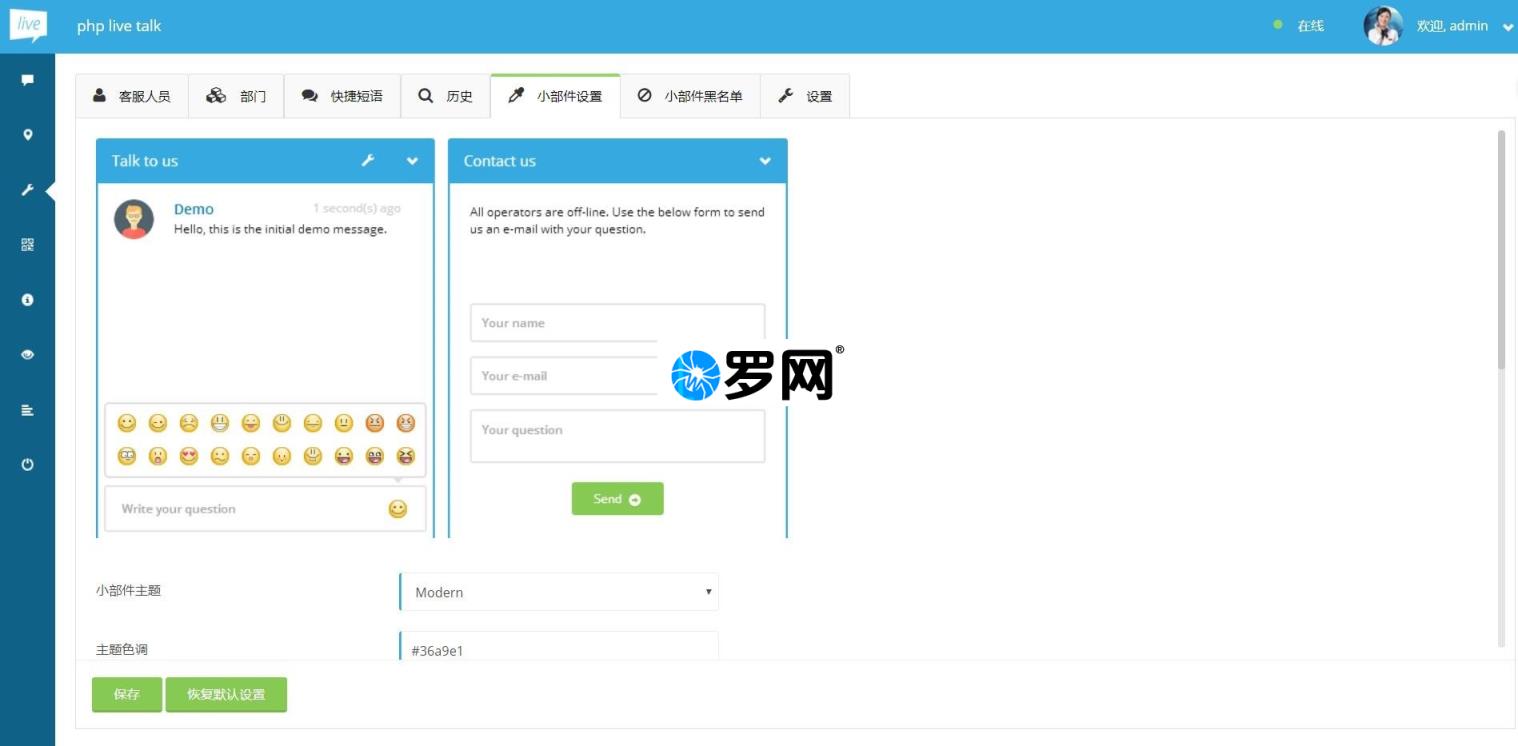 live
php live talk
在线
欢迎, admin
客服人员
部门
快捷短语
历史
小部件设置
小部件黑名单
设置
Talk to us
Demo
1 second(s) ago
Hello, this is the initial demo message.
Write your question
Contact us
All operators are off-line. Use the below form to send
us an e-mail with your question.
Your name
Your e-mail
Your question
Send
罗网®
小部件主题
Modern
主题色调
#36a9e1
保存
恢复默认设置